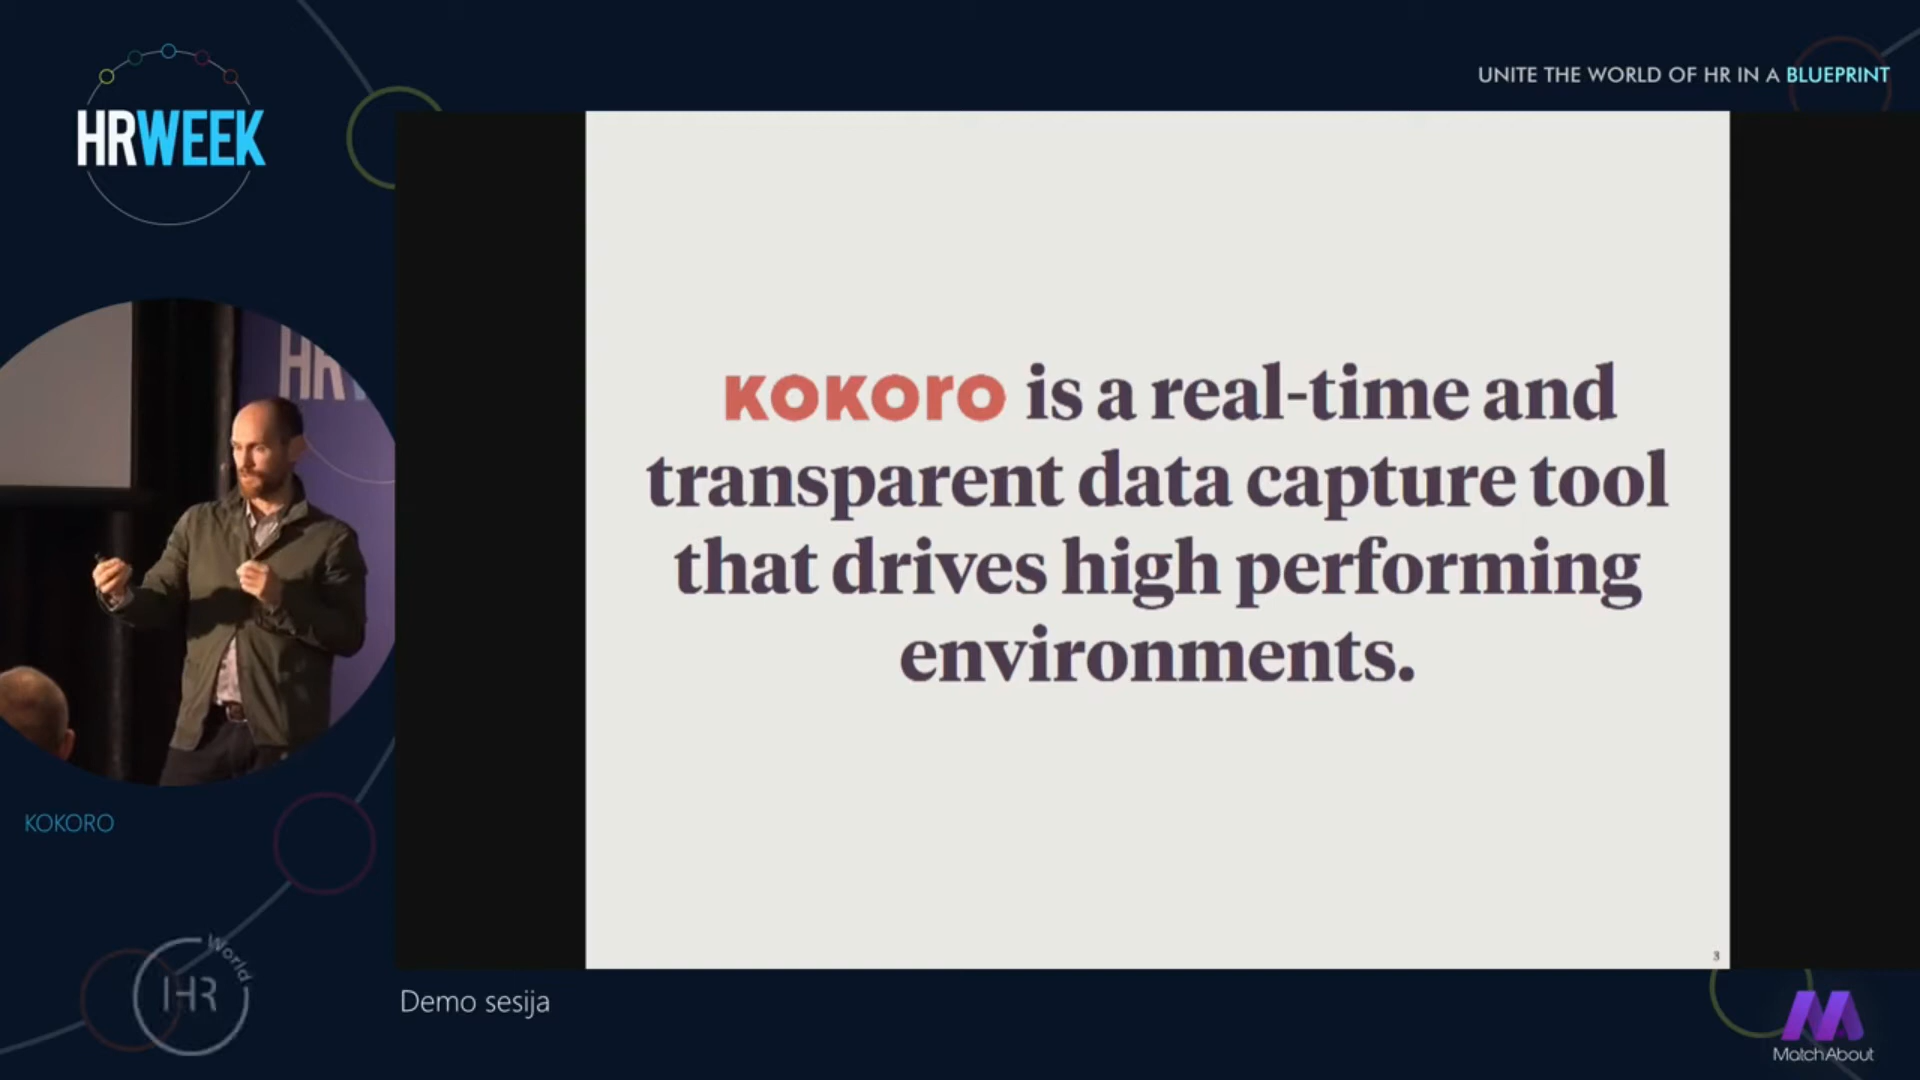 HRWEEK
UNITE THE WORLD OF HR IN A BLUEPRINT
KOKORO is a real-time and
transparent data capture tool
that drives high performing
environments.
3
HR
KOKORO
World
HR
Demo sesija
MatchAbout